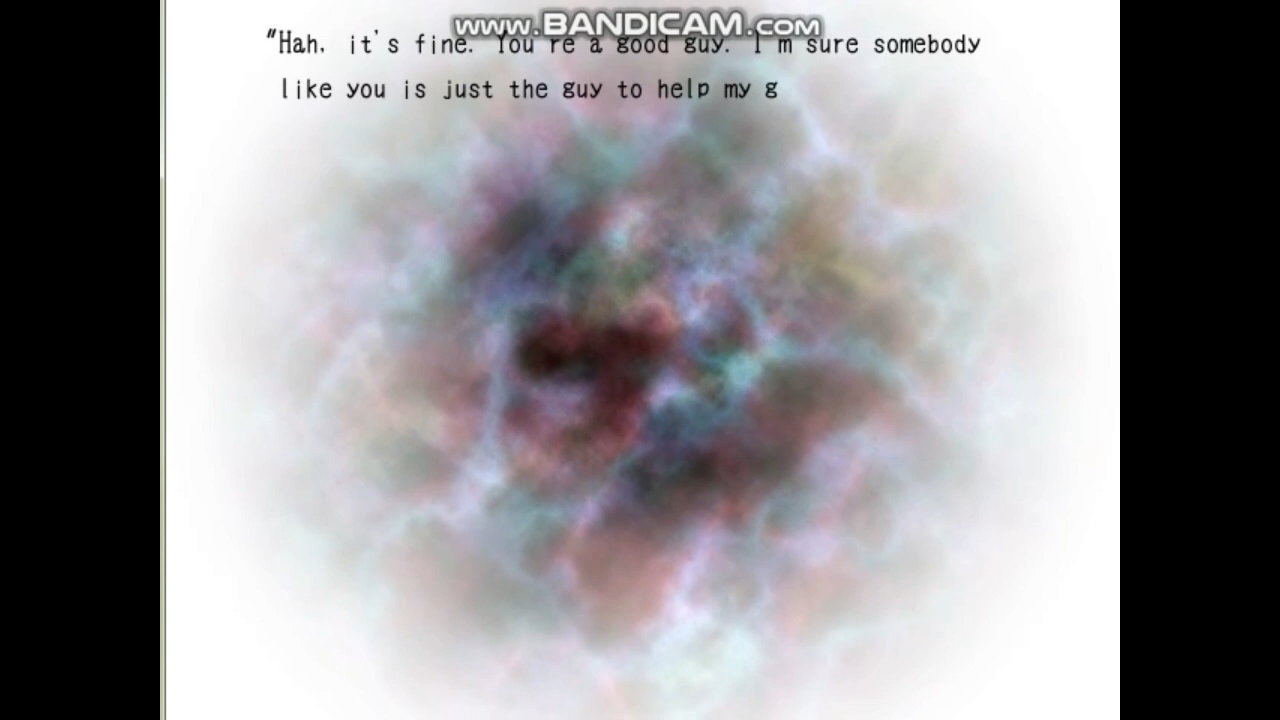 www.BANDICAM.com
“Hah, it's fine. You're a good guy. I'm sure somebody
like you is just the guy to help my g